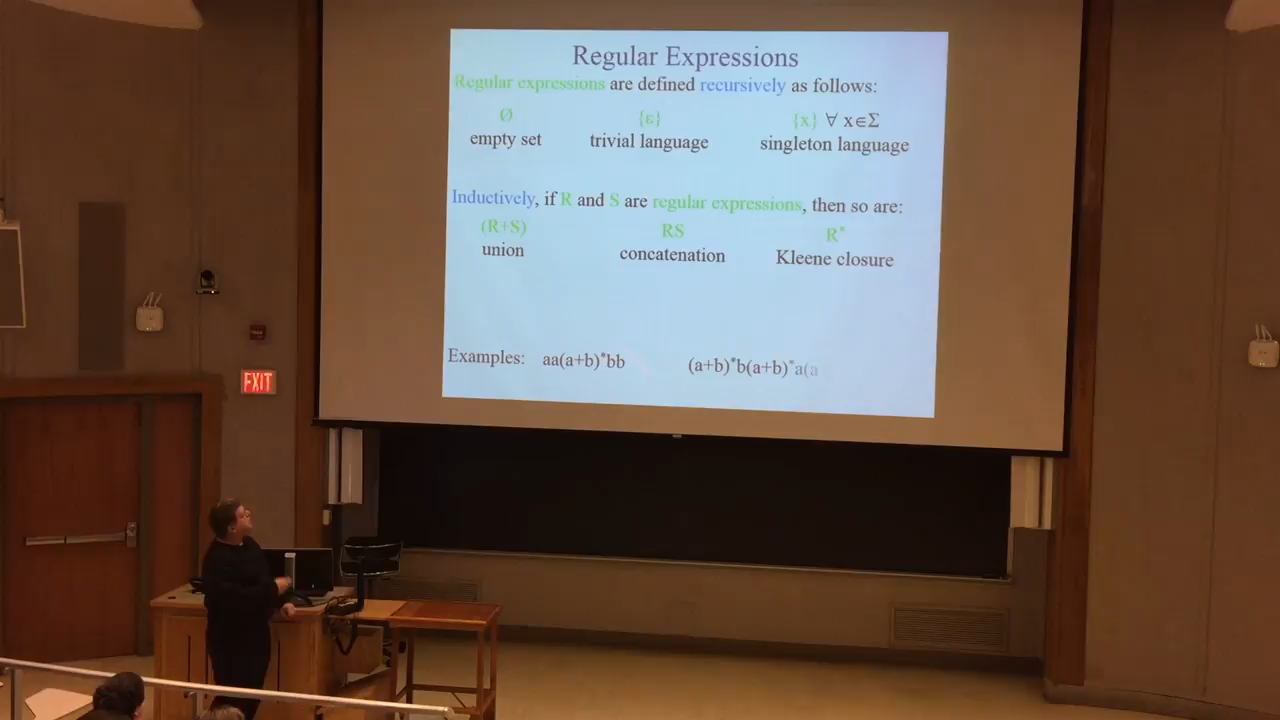 Regular Expressions
Regular expressions are defined recursively as follows:
Ø {ε} {x} ∀ x∈Σ
empty set trivial language singleton language
Inductively, if R and S are regular expressions, then so are:
(R+S) RS R*
union concatenation Kleene closure
Examples: aa(a+b)*bb (a+b)*b(a+b)*a(a
EXIT